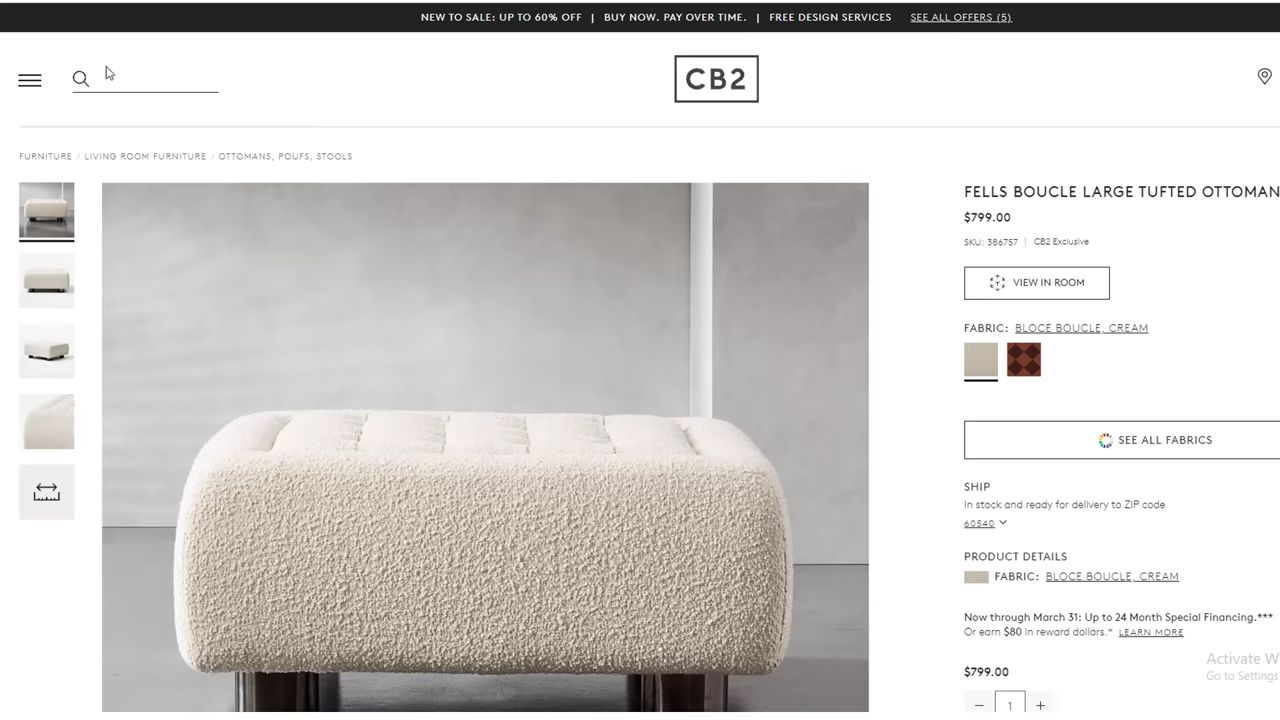 NEW TO SALE: UP TO 60% OFF | BUY NOW. PAY OVER TIME. | FREE DESIGN SERVICES SEE ALL OFFERS (5)
CB2
FURNITURE / LIVING ROOM FURNITURE / OTTOMANS, POUFS, STOOLS
FELLS BOUCLE LARGE TUFTED OTTOMAN
$799.00
SKU: 386757 | CB2 Exclusive
VIEW IN ROOM
FABRIC: BLOCE BOUCLE, CREAM
SEE ALL FABRICS
SHIP
In stock and ready for delivery to ZIP code
60540
PRODUCT DETAILS
FABRIC: BLOCE BOUCLE, CREAM
Now through March 31: Up to 24 Month Special Financing.***
Or earn $80 in reward dollars.* LEARN MORE
Activate W
Go to Settings
$799.00
− 1 +